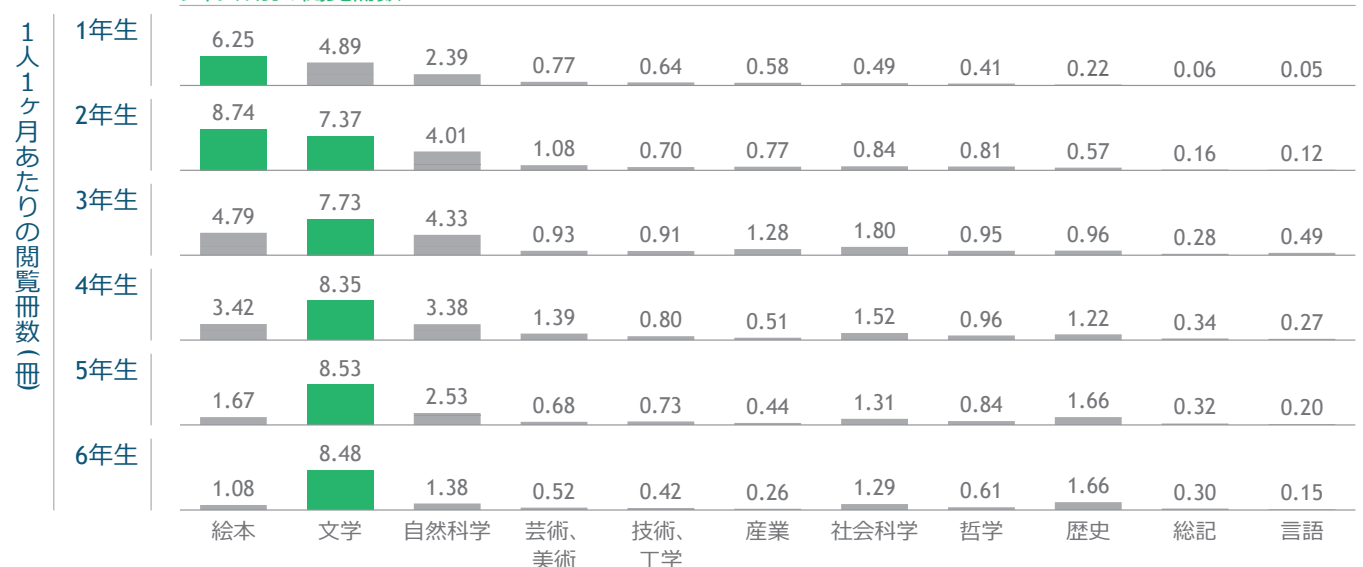 1人1ヶ月あたりの閲覧冊数(冊)
1年生
6.25 4.89 2.39 0.77 0.64 0.58 0.49 0.41 0.22 0.06 0.05
2年生
8.74 7.37 4.01 1.08 0.70 0.77 0.84 0.81 0.57 0.16 0.12
3年生
4.79 7.73 4.33 0.93 0.91 1.28 1.80 0.95 0.96 0.28 0.49
4年生
3.42 8.35 3.38 1.39 0.80 0.51 1.52 0.96 1.22 0.34 0.27
5年生
1.67 8.53 2.53 0.68 0.73 0.44 1.31 0.84 1.66 0.32 0.20
6年生
1.08 8.48 1.38 0.52 0.42 0.26 1.29 0.61 1.66 0.30 0.15
絵本 文学 自然科学 芸術、 技術、 産業 社会科学 哲学 歴史 総記 言語
美術 工学